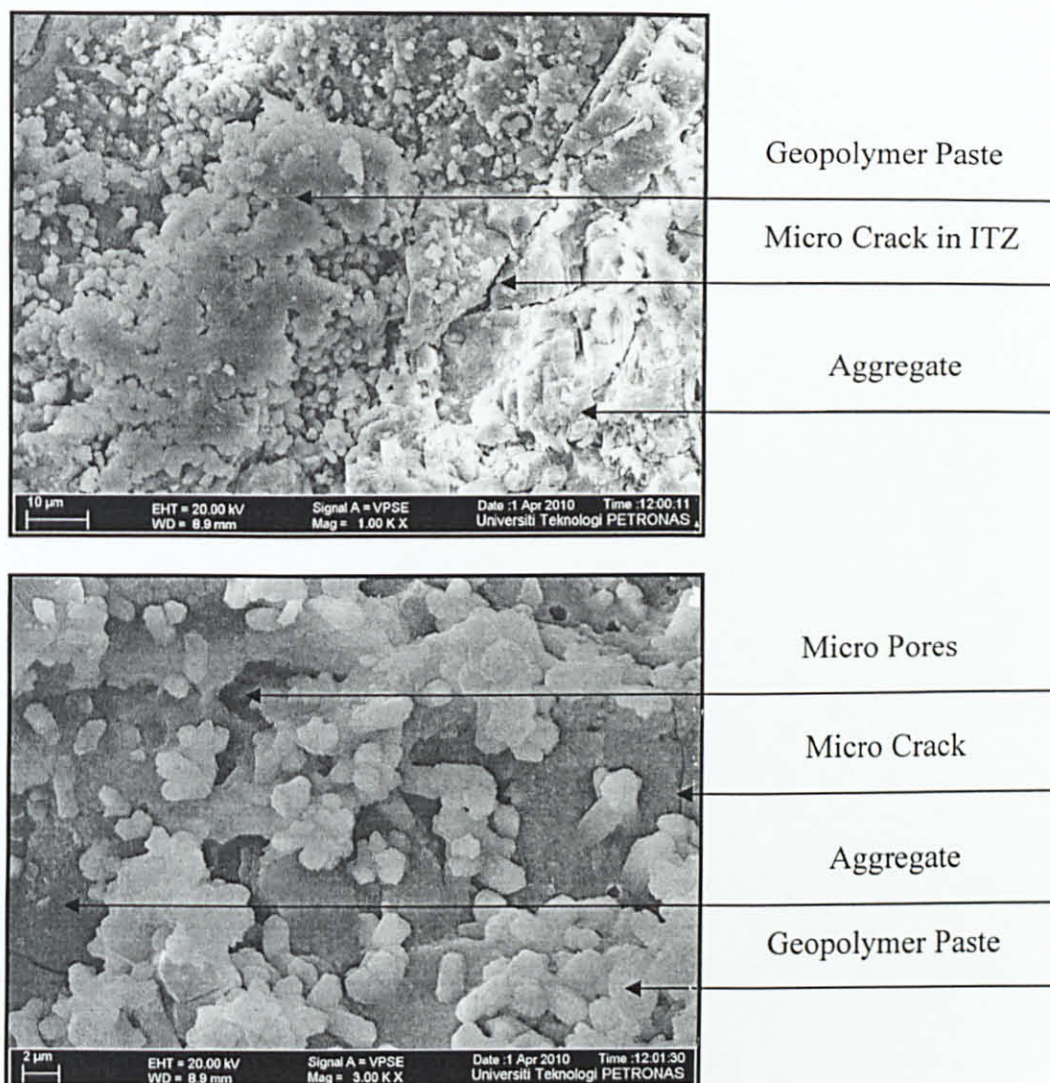 Geopolymer Paste
Micro Crack in ITZ
Aggregate
10 µm
EHT = 20.00 kV
Signal A = VPSE
Date :1 Apr 2010 Time :12:00:11
WD = 8.9 mm
Mag = 1.00 K X
Universiti Teknologi PETRONAS
Micro Pores
Micro Crack
Aggregate
Geopolymer Paste
2 µm
EHT = 20.00 kV
Signal A = VPSE
Date :1 Apr 2010 Time :12:01:30
WD = 8.9 mm
Mag = 3.00 K X
Universiti Teknologi PETRONAS